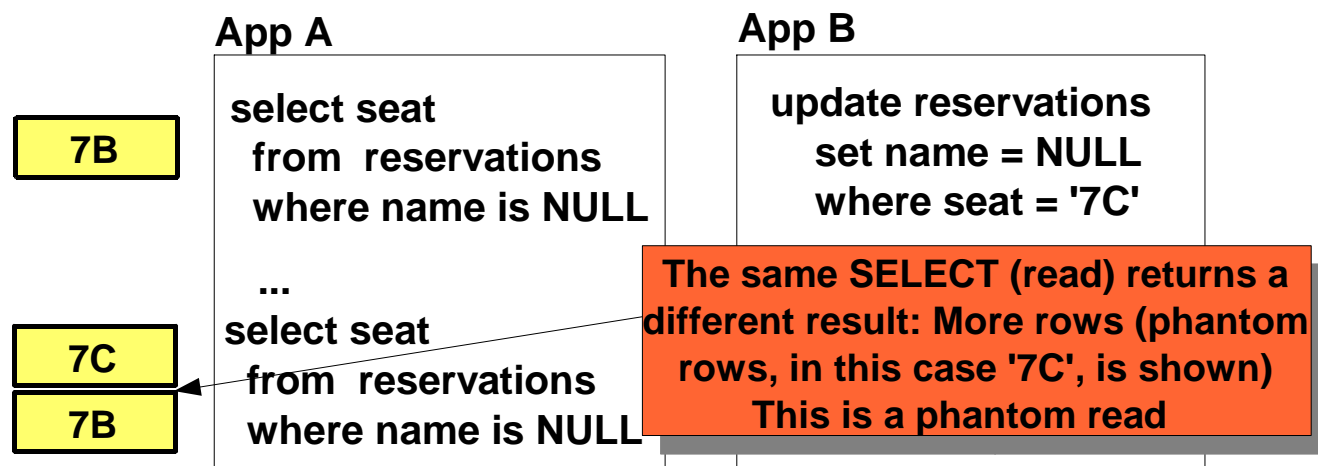 App A
7B
select seat
from reservations
where name is NULL
...
7C
7B
select seat
from reservations
where name is NULL
App B
update reservations
set name = NULL
where seat = '7C'
The same SELECT (read) returns a
different result: More rows (phantom
rows, in this case '7C', is shown)
This is a phantom read